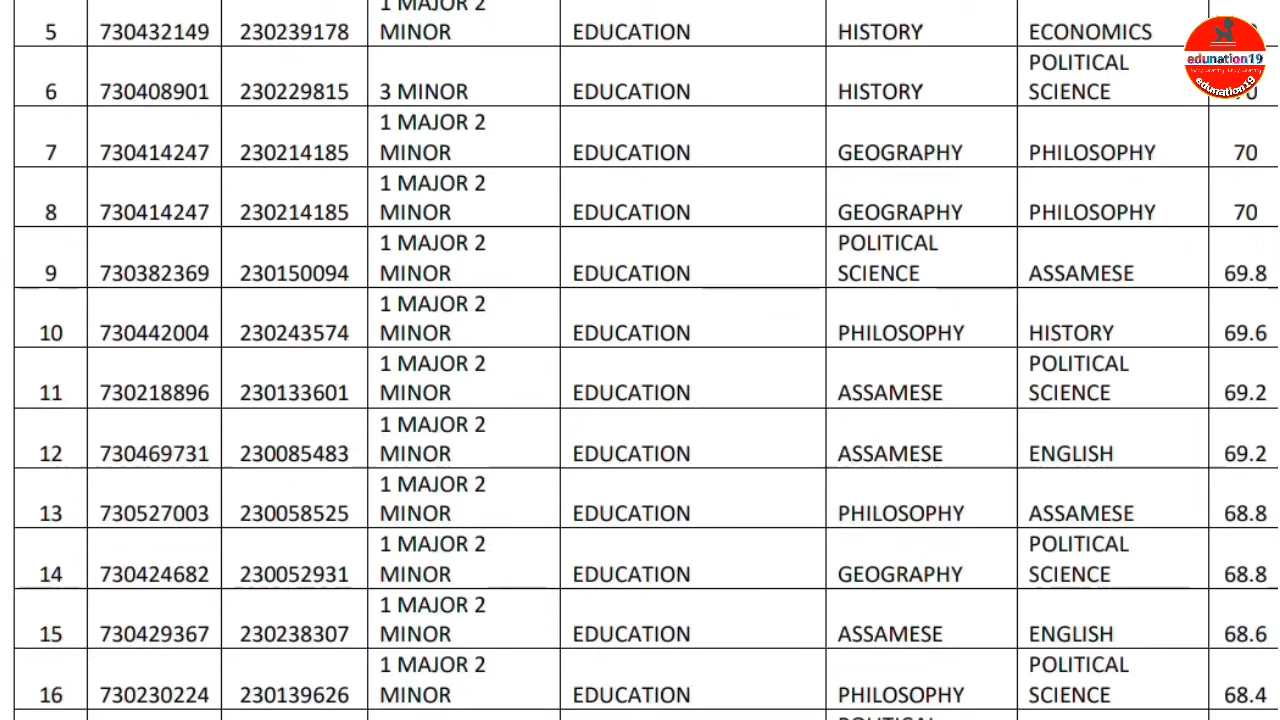 1 MAJOR 2
5 730432149 230239178 MINOR EDUCATION HISTORY ECONOMICS
POLITICAL
6 730408901 230229815 3 MINOR EDUCATION HISTORY SCIENCE
1 MAJOR 2
7 730414247 230214185 MINOR EDUCATION GEOGRAPHY PHILOSOPHY 70
1 MAJOR 2
8 730414247 230214185 MINOR EDUCATION GEOGRAPHY PHILOSOPHY 70
1 MAJOR 2 POLITICAL
9 730382369 230150094 MINOR EDUCATION SCIENCE ASSAMESE 69.8
1 MAJOR 2
10 730442004 230243574 MINOR EDUCATION PHILOSOPHY HISTORY 69.6
1 MAJOR 2 POLITICAL
11 730218896 230133601 MINOR EDUCATION ASSAMESE SCIENCE 69.2
1 MAJOR 2
12 730469731 230085483 MINOR EDUCATION ASSAMESE ENGLISH 69.2
1 MAJOR 2
13 730527003 230058525 MINOR EDUCATION PHILOSOPHY ASSAMESE 68.8
1 MAJOR 2 POLITICAL
14 730424682 230052931 MINOR EDUCATION GEOGRAPHY SCIENCE 68.8
1 MAJOR 2
15 730429367 230238307 MINOR EDUCATION ASSAMESE ENGLISH 68.6
1 MAJOR 2 POLITICAL
16 730230224 230139626 MINOR EDUCATION PHILOSOPHY SCIENCE 68.4
edunation19
edunation19